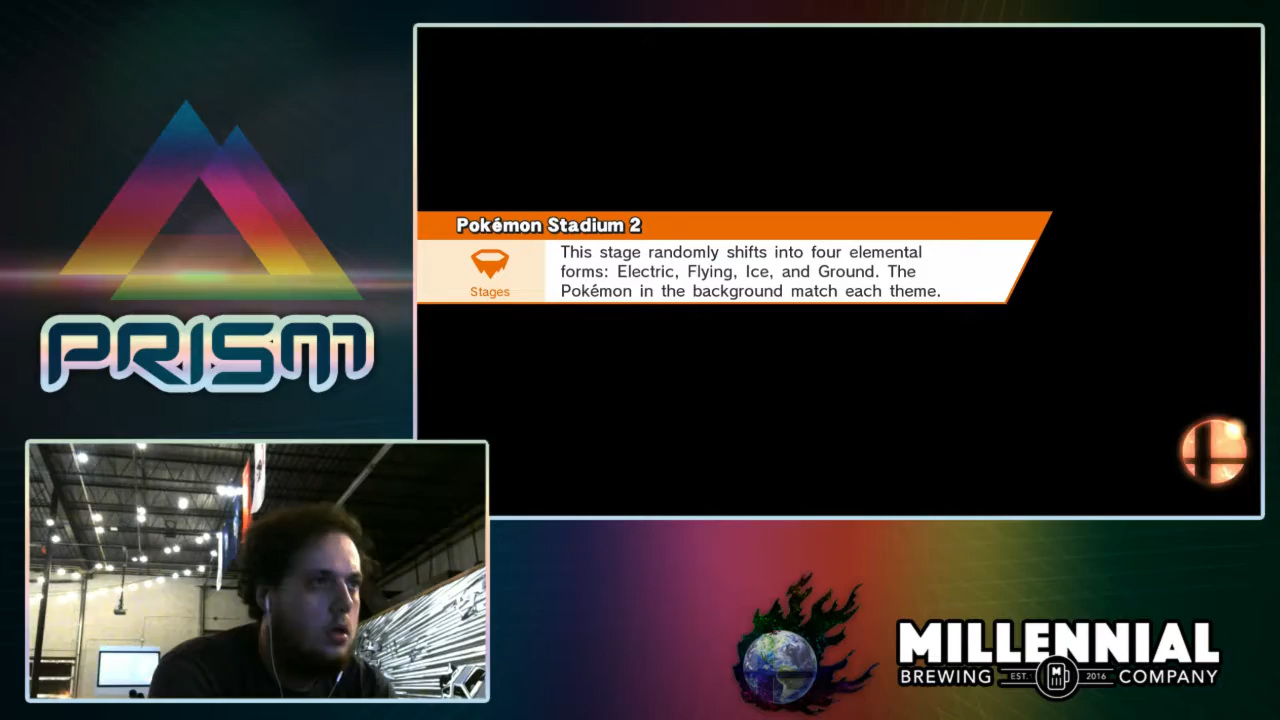 PRISM
Pokémon Stadium 2
Stages
This stage randomly shifts into four elemental
forms: Electric, Flying, Ice, and Ground. The
Pokémon in the background match each theme.
MILLENNIAL
BREWING EST. M 2016 COMPANY